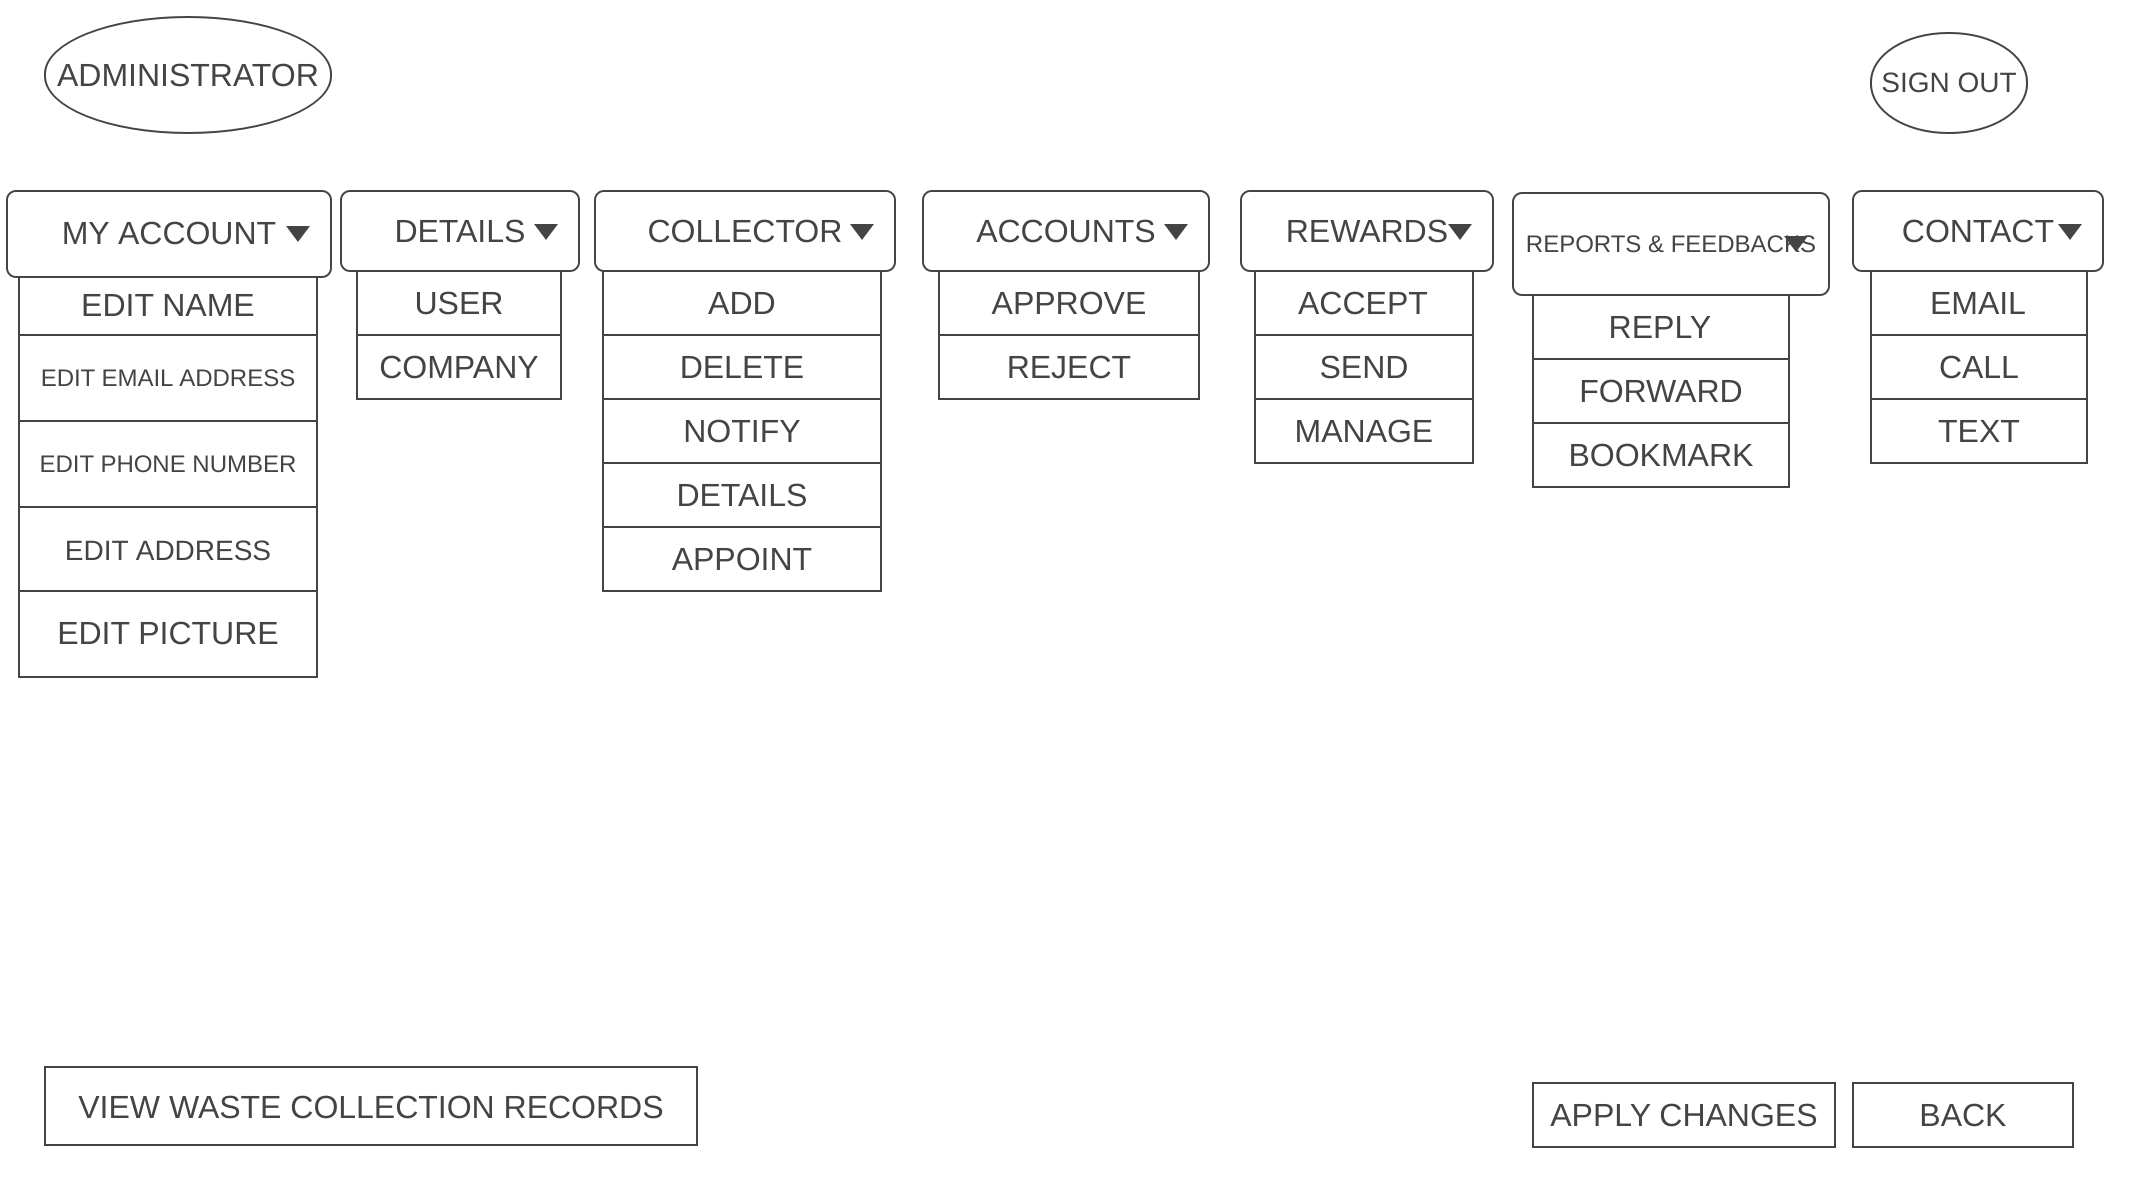 ADMINISTRATOR
SIGN OUT
MY ACCOUNT
EDIT NAME
EDIT EMAIL ADDRESS
EDIT PHONE NUMBER
EDIT ADDRESS
EDIT PICTURE
DETAILS
USER
COMPANY
COLLECTOR
ADD
DELETE
NOTIFY
DETAILS
APPOINT
ACCOUNTS
APPROVE
REJECT
REWARDS
ACCEPT
SEND
MANAGE
REPORTS & FEEDBACKS
REPLY
FORWARD
BOOKMARK
CONTACT
EMAIL
CALL
TEXT
VIEW WASTE COLLECTION RECORDS
APPLY CHANGES
BACK